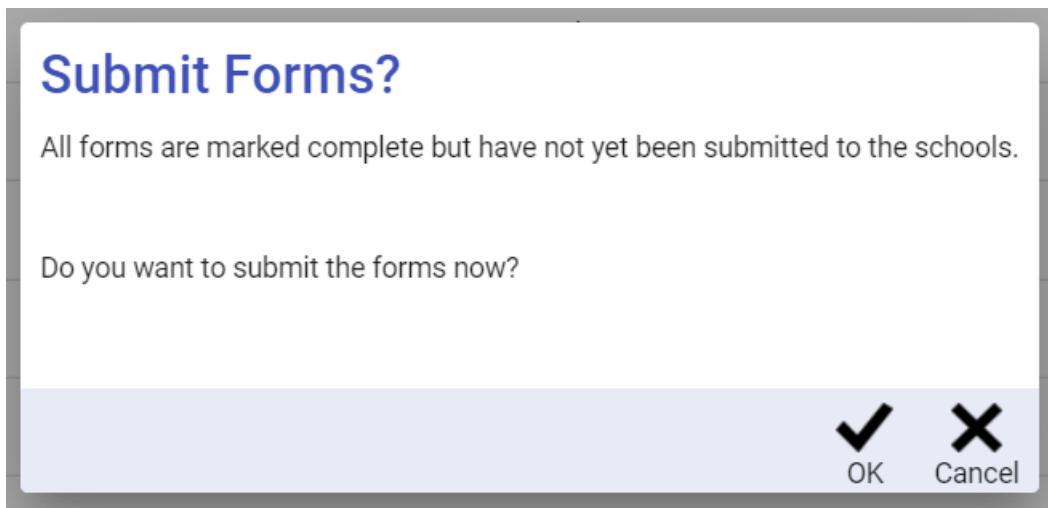 Submit Forms?
All forms are marked complete but have not yet been submitted to the schools.
Do you want to submit the forms now?
OK Cancel